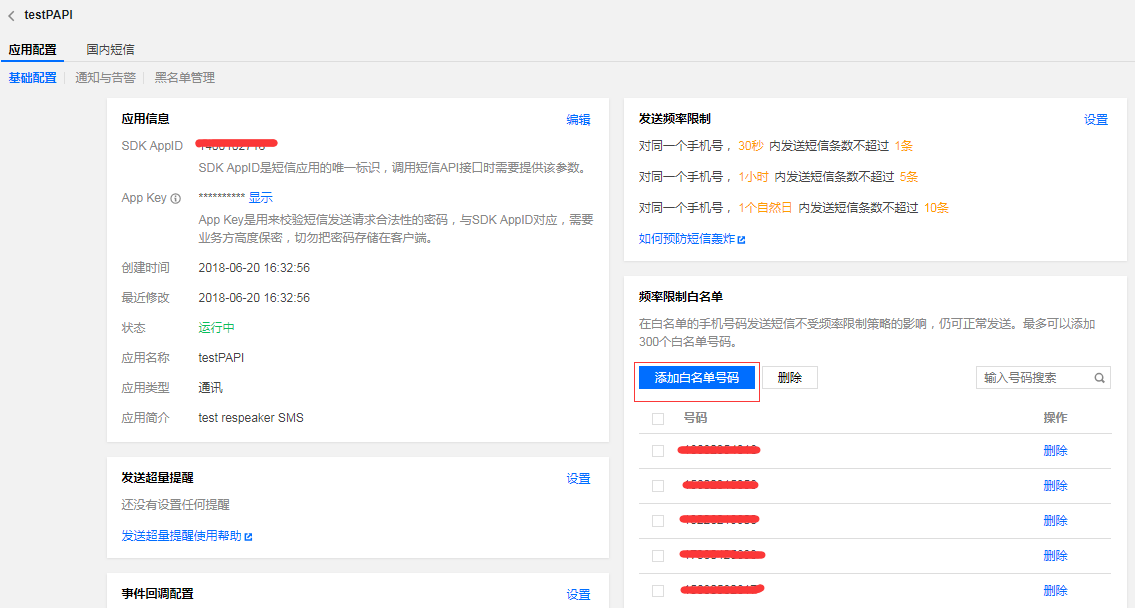 testPAPI
应用配置
国内短信
基础配置
通知与告警
黑名单管理
应用信息
编辑
SDK AppID
SDK AppID是短信应用的唯一标识，调用短信API接口时需要提供该参数。
App Key
********** 显示
App Key是用来校验短信发送请求合法性的密码，与SDK AppID对应，需要
业务方高度保密，切勿把密码存储在客户端。
创建时间
2018-06-20 16:32:56
最近修改
2018-06-20 16:32:56
状态
运行中
应用名称
testPAPI
应用类型
通讯
应用简介
test respeaker SMS
发送超量提醒
设置
还没有设置任何提醒
发送超量提醒使用帮助
事件回调配置
设置
发送频率限制
设置
对同一个手机号， 30秒 内发送短信条数不超过 1条
对同一个手机号， 1小时 内发送短信条数不超过 5条
对同一个手机号， 1个自然日 内发送短信条数不超过 10条
如何预防短信轰炸
频率限制白名单
在白名单的手机号码发送短信不受频率限制策略的影响，仍可正常发送。最多可以添加
300个白名单号码。
添加白名单号码
删除
输入号码搜索
号码
操作
删除
删除
删除
删除
删除